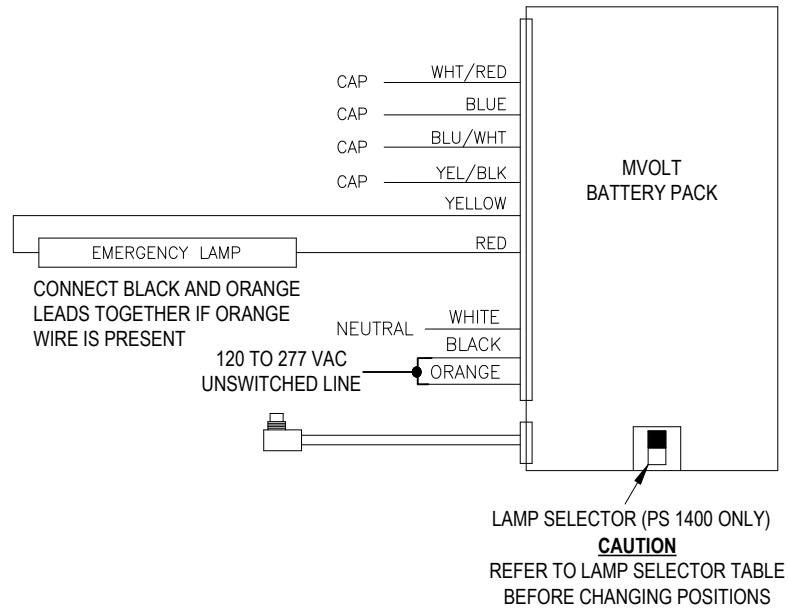 CAP WHT/RED
CAP BLUE
CAP BLU/WHT
CAP YEL/BLK
YELLOW
RED
EMERGENCY LAMP
MVOLT
BATTERY PACK
CONNECT BLACK AND ORANGE
LEADS TOGETHER IF ORANGE
WIRE IS PRESENT
NEUTRAL WHITE
BLACK
ORANGE
120 TO 277 VAC
UNSWITCHED LINE
LAMP SELECTOR (PS 1400 ONLY)
CAUTION
REFER TO LAMP SELECTOR TABLE
BEFORE CHANGING POSITIONS